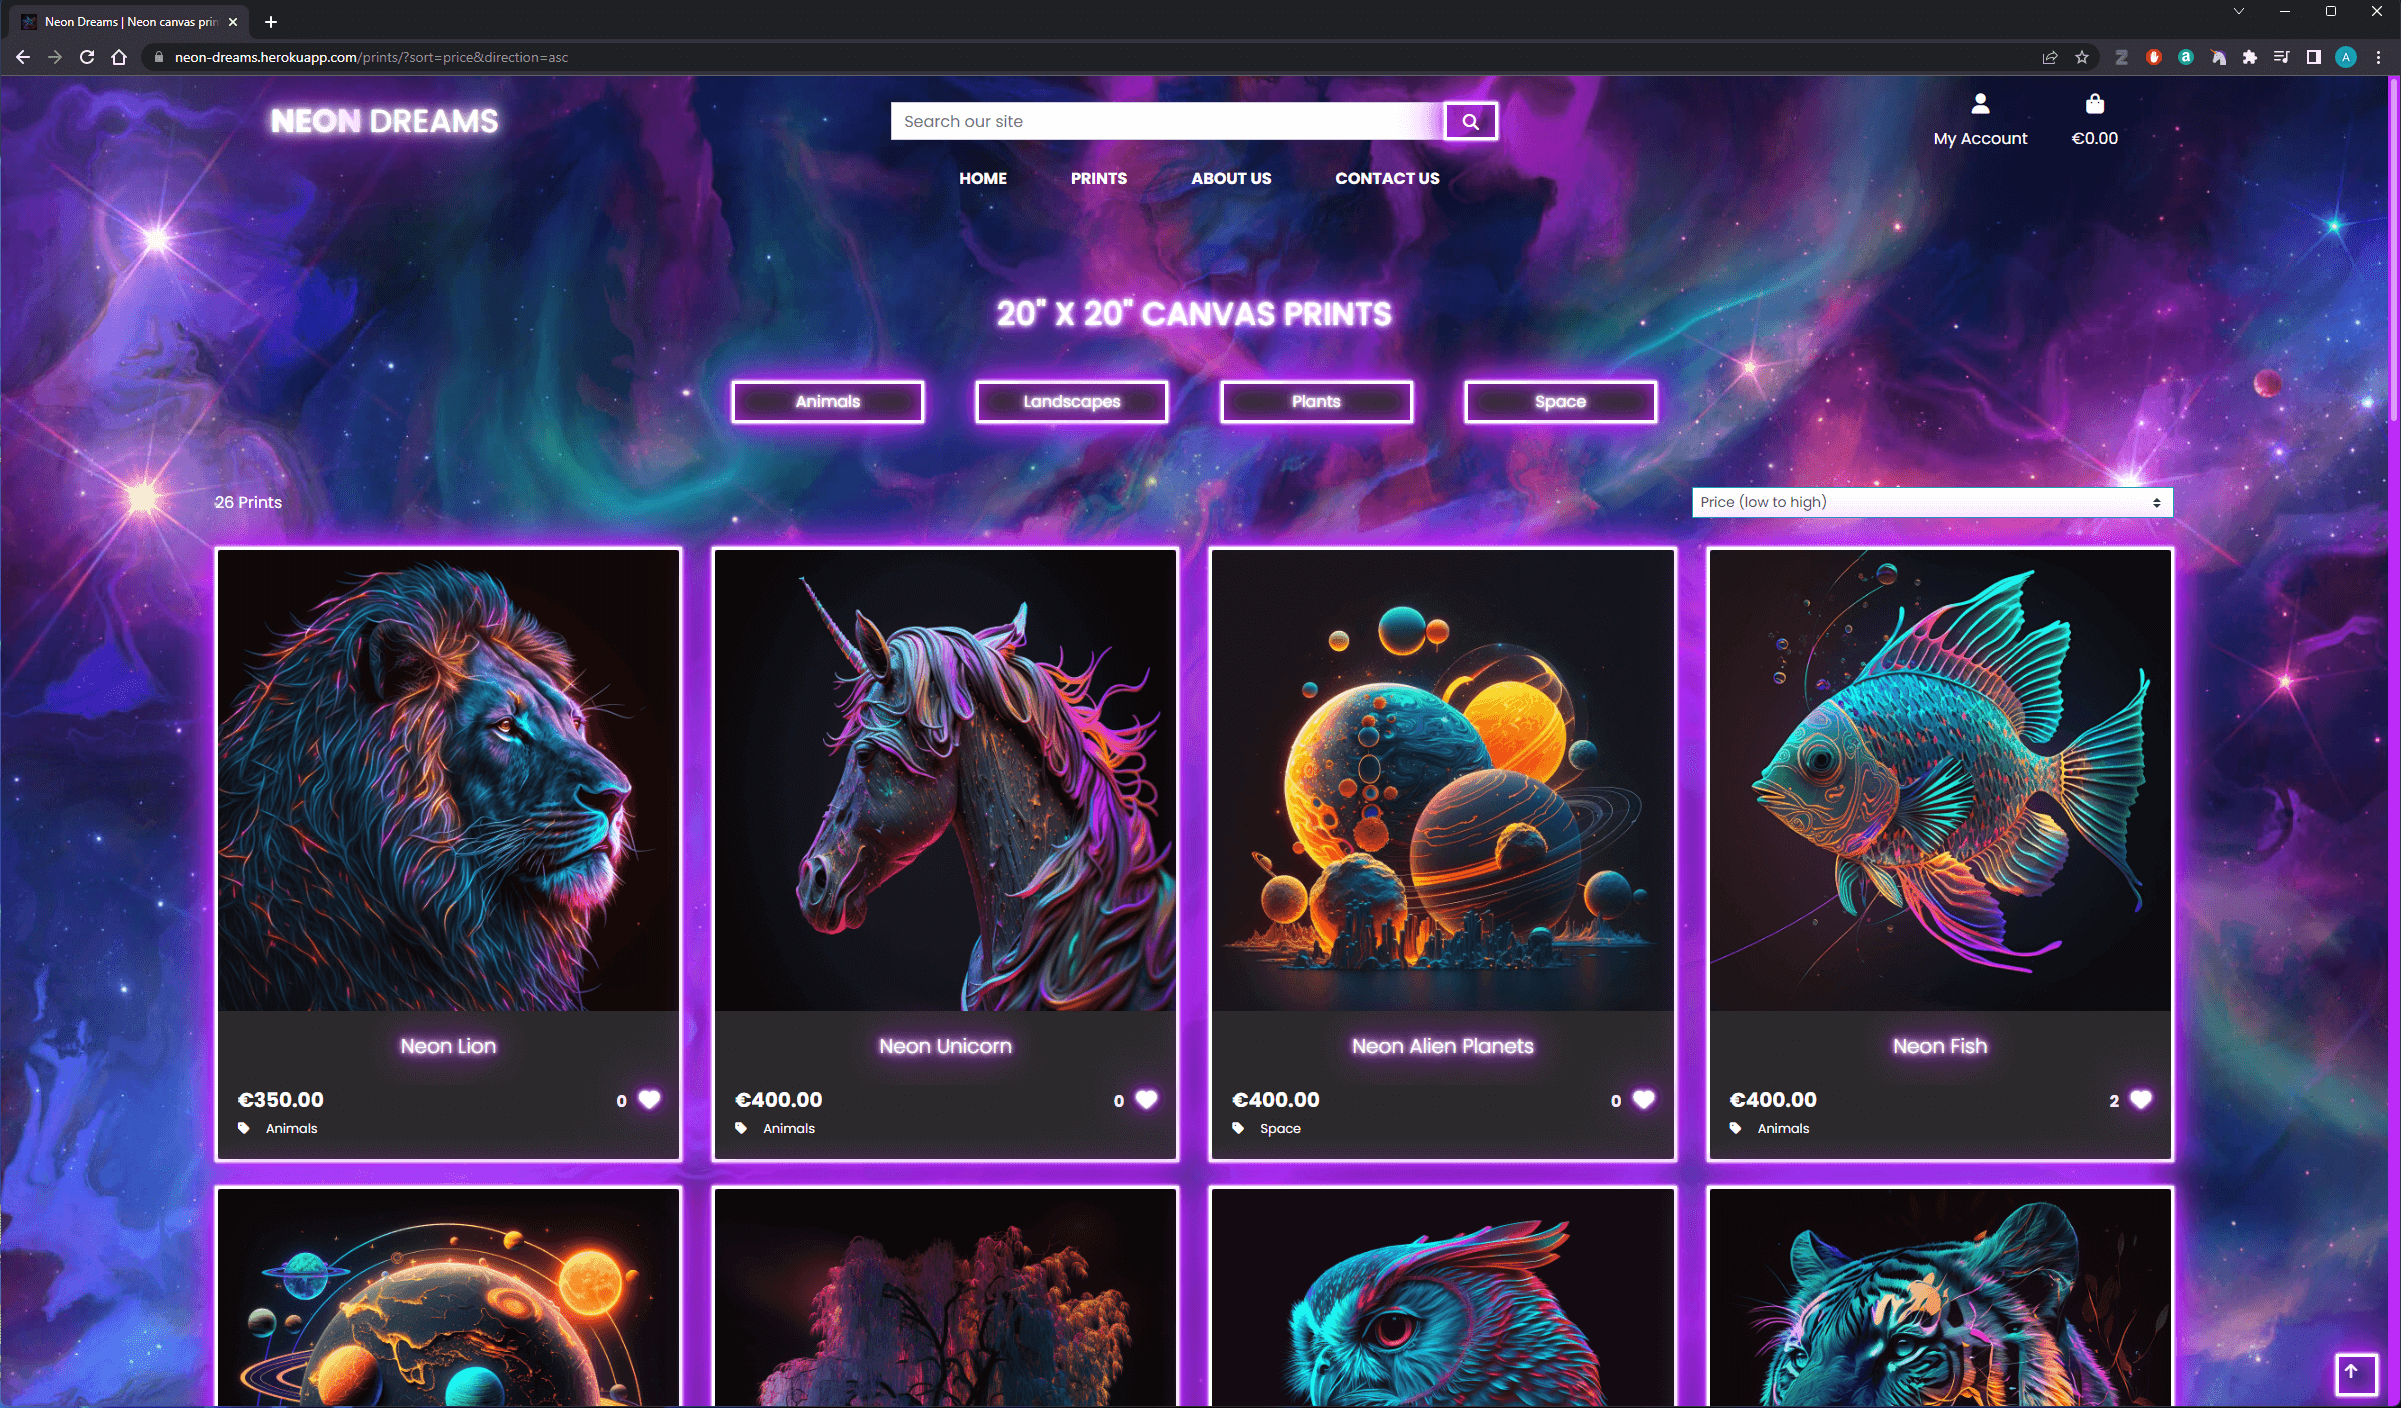 Neon Dreams | Neon canvas prin
neon-dreams.herokuapp.com/prints/?sort=price&direction=asc
NEON DREAMS
Search our site
My Account
€0.00
HOME PRINTS ABOUT US CONTACT US
20" X 20" CANVAS PRINTS
Animals Landscapes Plants Space
26 Prints
Price (low to high)
Neon Lion
€350.00 0
Animals
Neon Unicorn
€400.00 0
Animals
Neon Alien Planets
€400.00 0
Space
Neon Fish
€400.00 2
Animals